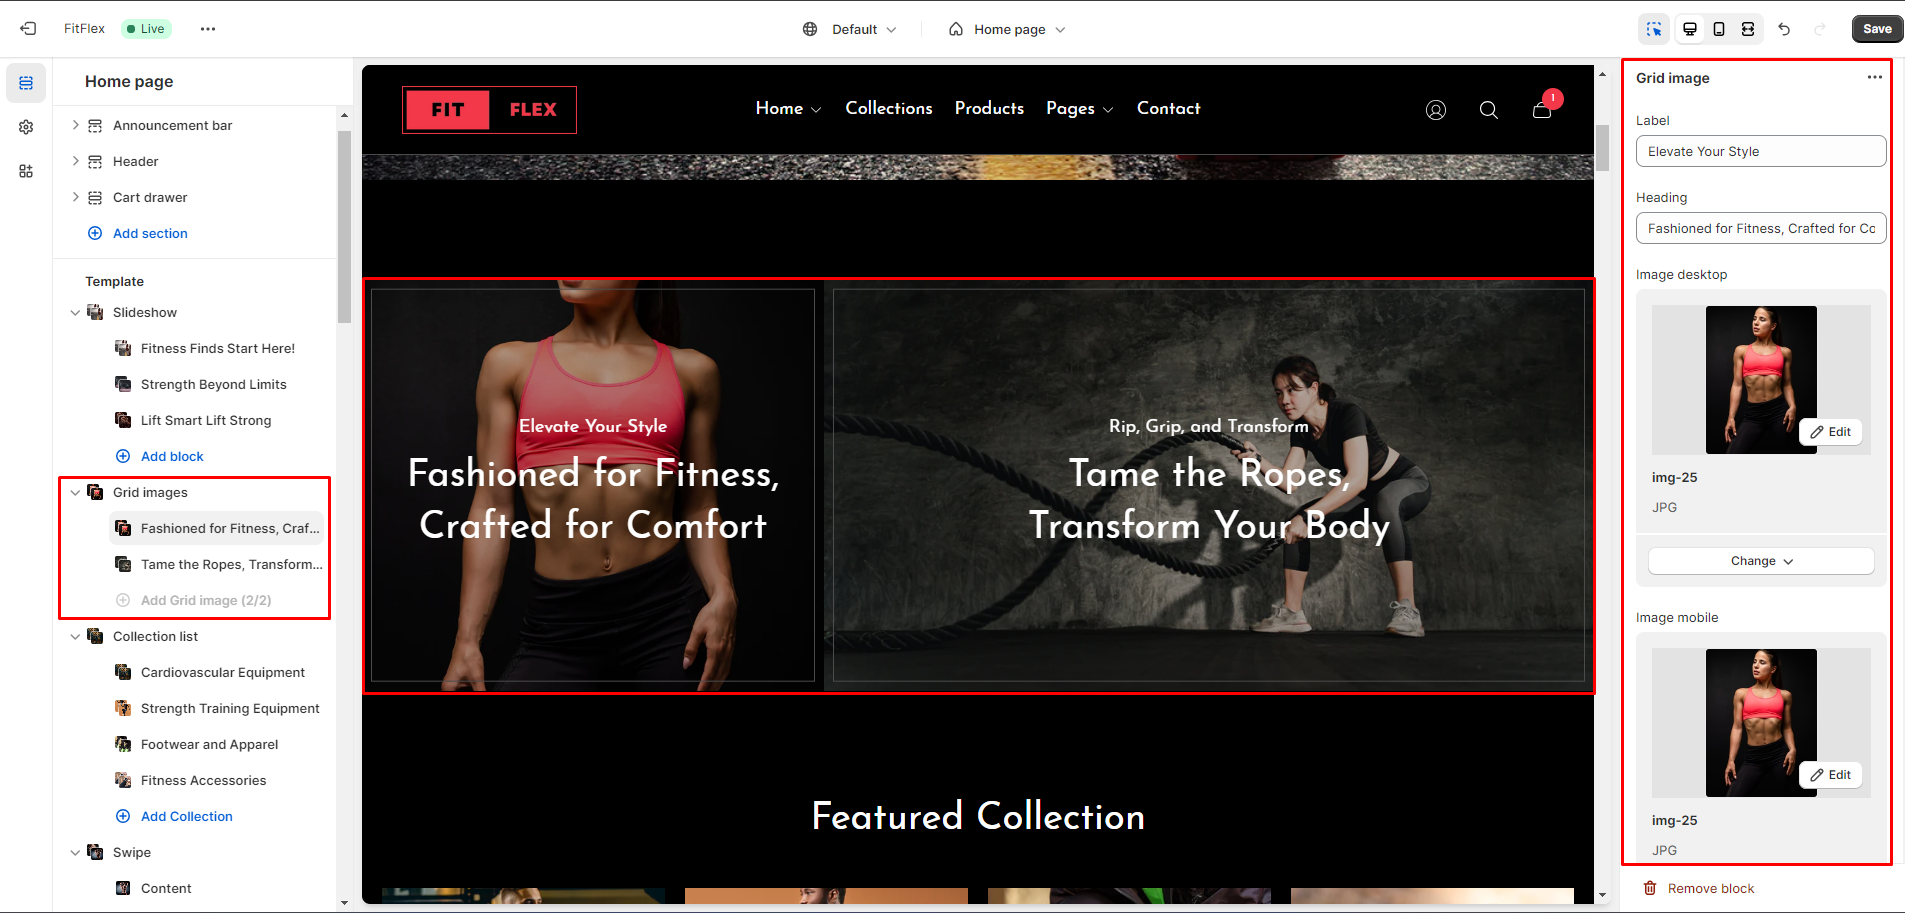 FitFlex
Live
Default
Home page
Save
Home page
Announcement bar
Header
Cart drawer
Add section
Template
Slideshow
Fitness Finds Start Here!
Strength Beyond Limits
Lift Smart Lift Strong
Add block
Grid images
Fashioned for Fitness, Craf...
Tame the Ropes, Transform...
Add Grid image (2/2)
Collection list
Cardiovascular Equipment
Strength Training Equipment
Footwear and Apparel
Fitness Accessories
Add Collection
Swipe
Content
FIT FLEX
Home
Collections
Products
Pages
Contact
1
Elevate Your Style
Fashioned for Fitness,
Crafted for Comfort
Rip, Grip, and Transform
Tame the Ropes,
Transform Your Body
Featured Collection
Grid image
Label
Elevate Your Style
Heading
Fashioned for Fitness, Crafted for Co
Image desktop
Edit
img-25
JPG
Change
Image mobile
Edit
img-25
JPG
Remove block